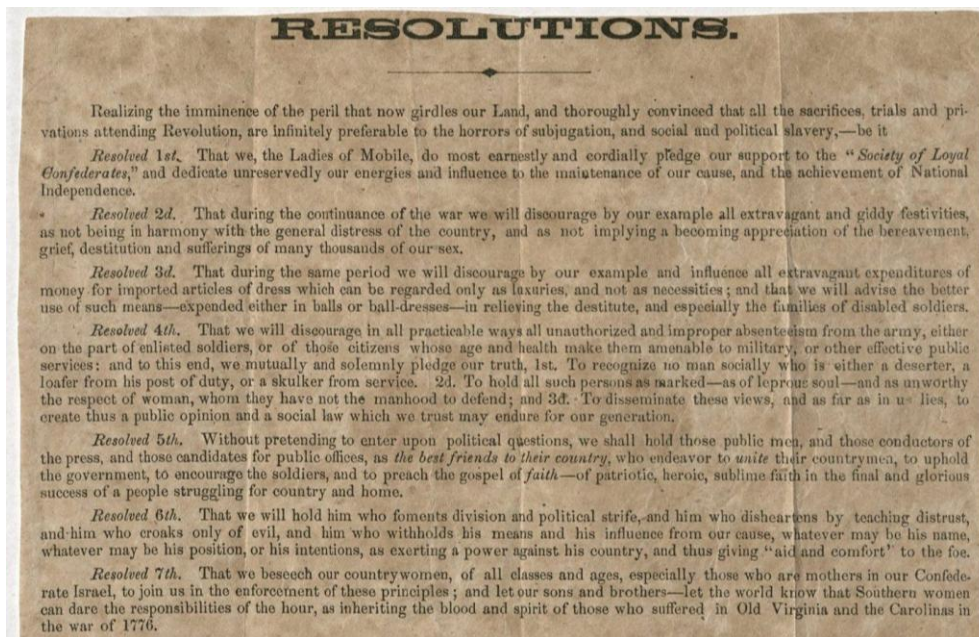 RESOLUTIONS.
Realizing the imminence of the peril that now girdles our Land, and thoroughly convinced that all the sacrifices, trials and pri-
vations attending Revolution, are infinitely preferable to the horrors of subjugation, and social and political slavery,—be it
Resolved 1st. That we, the Ladies of Mobile, do most earnestly and cordially pledge our support to the "Society of Loyal
Confederates," and dedicate unreservedly our energies and influence to the maintenance of our cause, and the achievement of National
Independence.
Resolved 2d. That during the continuance of the war we will discourage by our example all extravagant and giddy festivities,
as not being in harmony with the general distress of the country, and as not implying a becoming appreciation of the bereavement,
grief, destitution and sufferings of many thousands of our sex.
Resolved 3d. That during the same period we will discourage by our example and influence all extravagant expenditures of
money for imported articles of dress which can be regarded only as luxuries, and not as necessities; and that we will advise the better
use of such means—expended either in balls or ball-dresses—in relieving the destitute, and especially the families of disabled soldiers.
Resolved 4th. That we will discourage in all practicable ways all unauthorized and improper absenteeism from the army, either
on the part of enlisted soldiers, or of those citizens whose age and health make them amenable to military, or other effective public
services: and to this end, we mutually and solemnly pledge our truth, 1st. To recognize no man socially who is either a deserter, a
loafer from his post of duty, or a skulker from service. 2d. To hold all such persons as marked—as of leprous soul—and as unworthy
the respect of woman, whom they have not the manhood to defend; and 3d. To disseminate these views, and as far as in us lies, to
create thus a public opinion and a social law which we trust may endure for our generation.
Resolved 5th. Without pretending to enter upon political questions, we shall hold those public men, and those conductors of
the press, and those candidates for public offices, as the best friends to their country, who endeavor to unite their countrymen, to uphold
the government, to encourage the soldiers, and to preach the gospel of faith—of patriotic, heroic, sublime faith in the final and glorious
success of a people struggling for country and home.
Resolved 6th. That we will hold him who foments division and political strife, and him who disheartens by teaching distrust,
and him who croaks only of evil, and him who withholds his means and his influence from our cause, whatever may be his name,
whatever may be his position, or his intentions, as exerting a power against his country, and thus giving "aid and comfort" to the foe.
Resolved 7th. That we beseech our countrywomen, of all classes and ages, especially those who are mothers in our Confede-
rate Israel, to join us in the enforcement of these principles; and let our sons and brothers—let the world know that Southern women
can dare the responsibilities of the hour, as inheriting the blood and spirit of those who suffered in Old Virginia and the Carolinas in
the war of 1776.